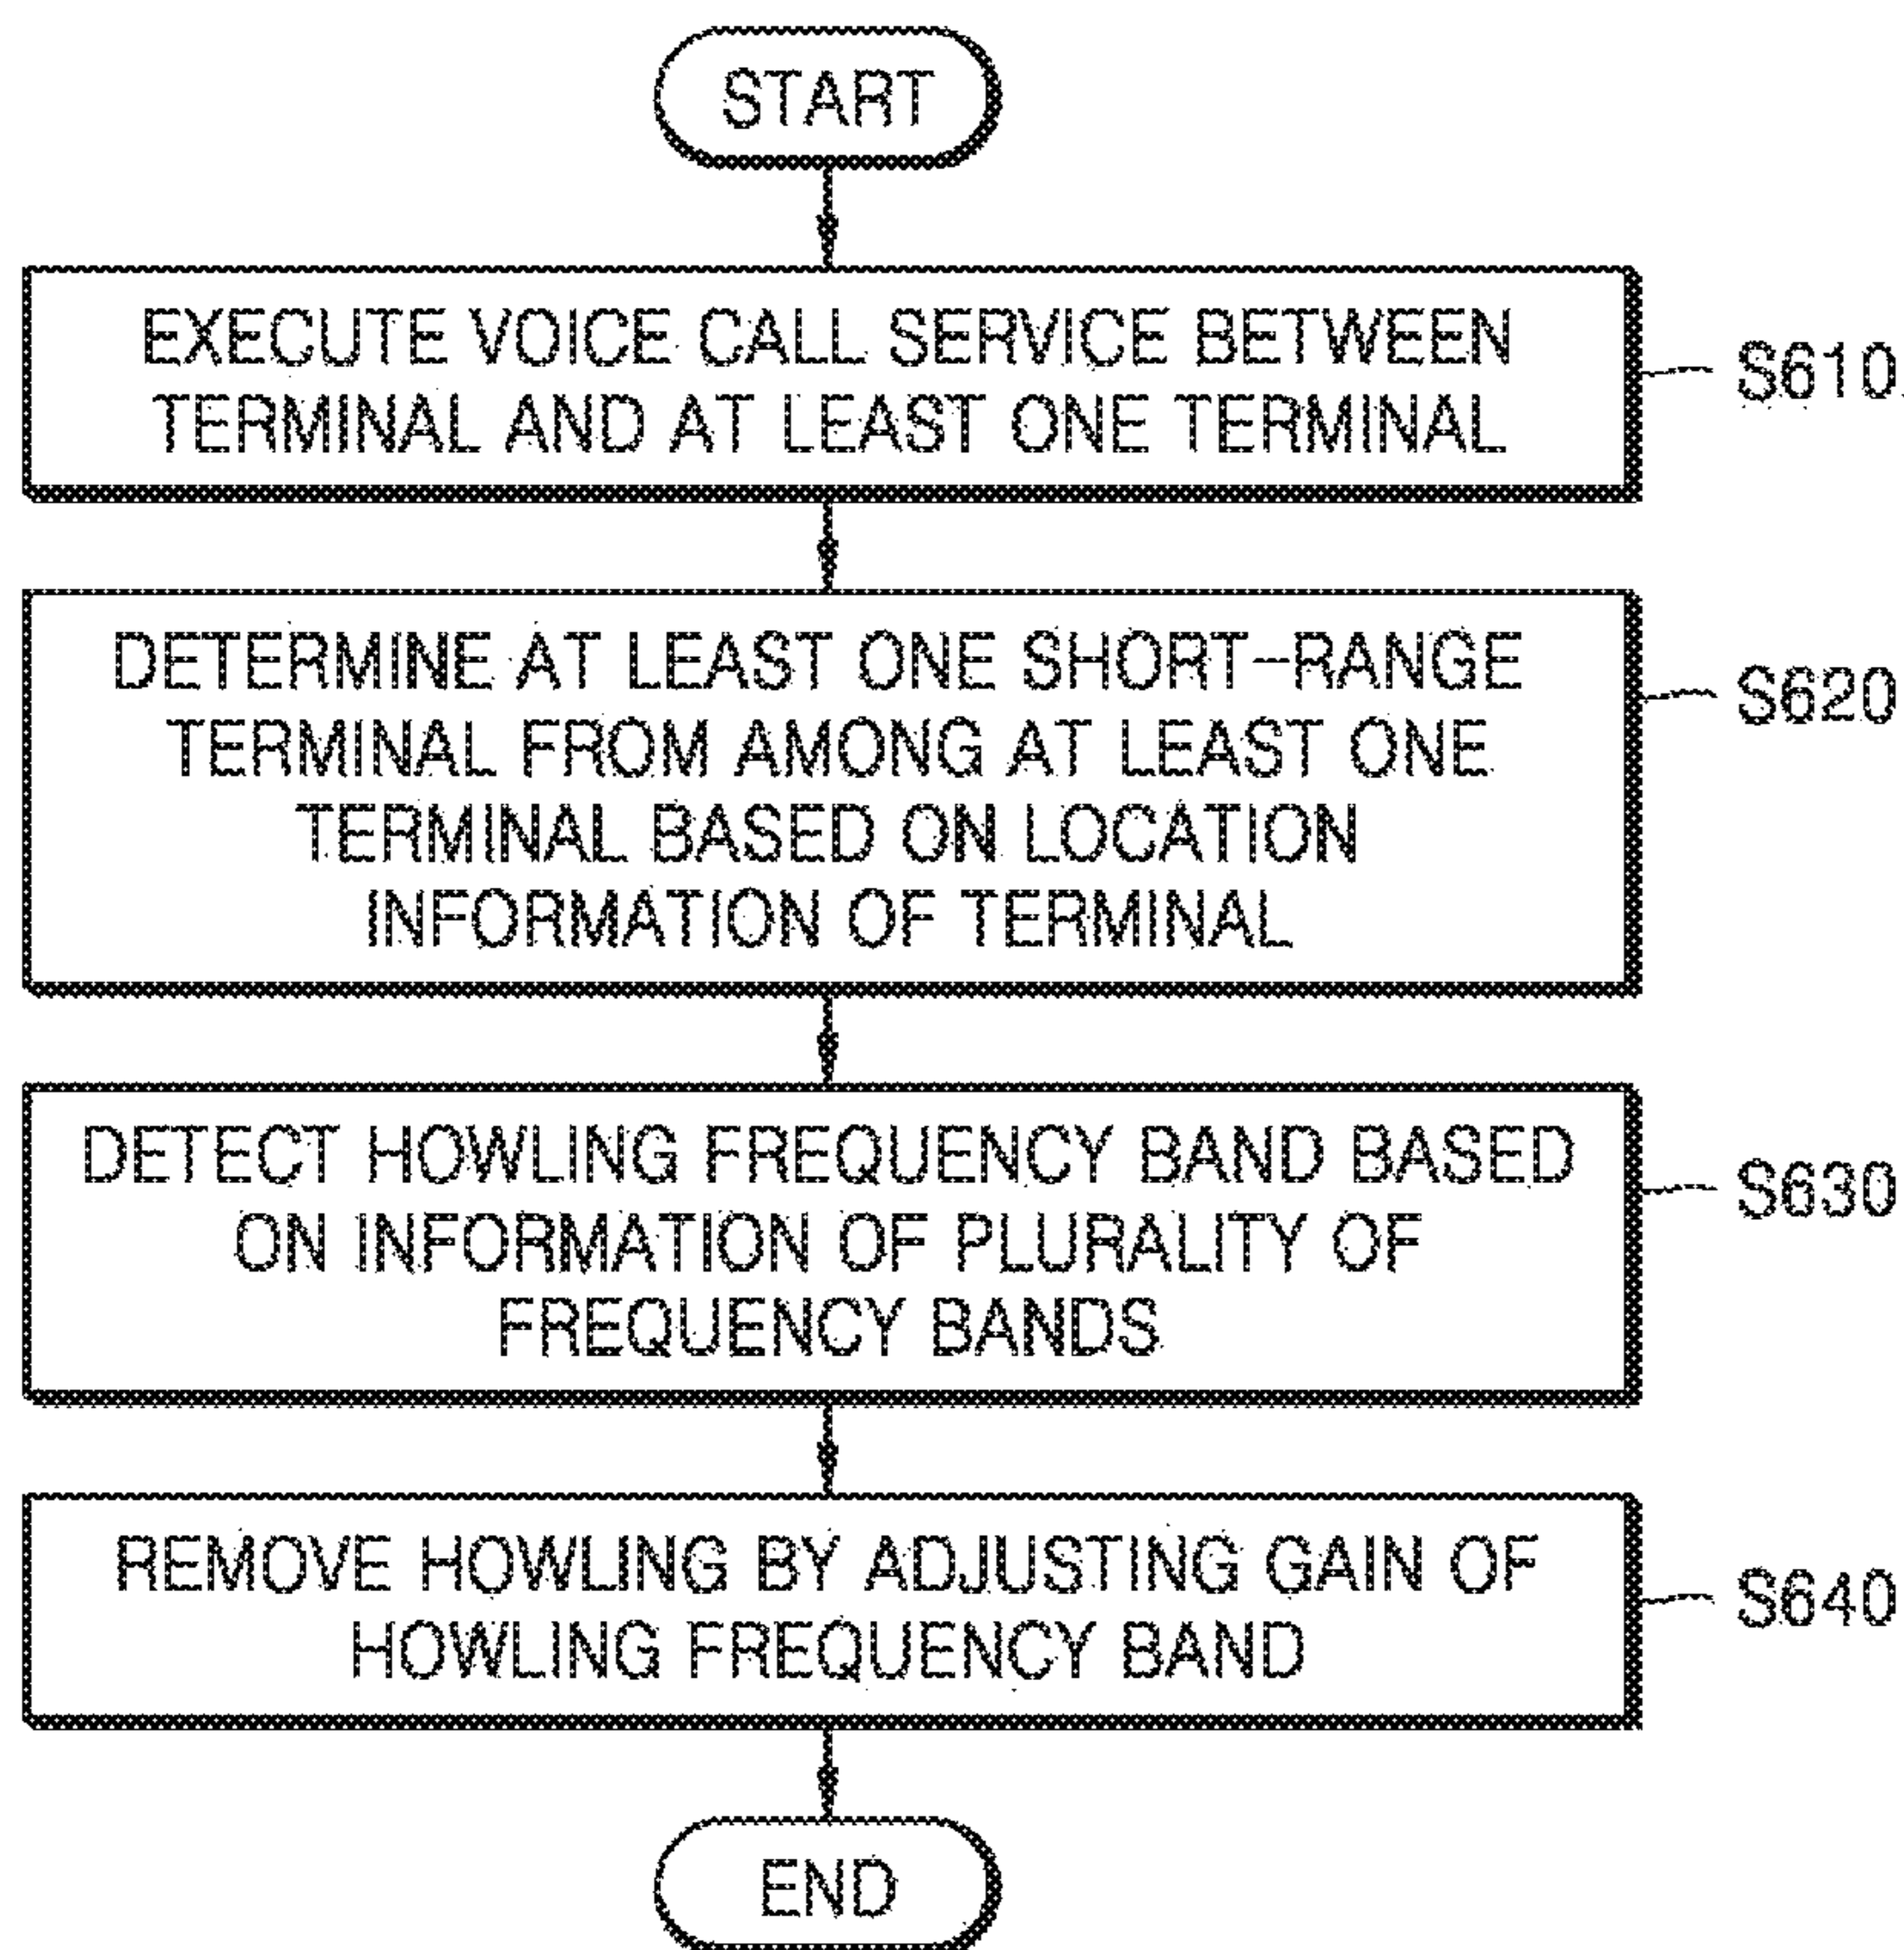 START
EXECUTE VOICE CALL SERVICE BETWEEN
TERMINAL AND AT LEAST ONE TERMINAL
S610
DETERMINE AT LEAST ONE SHORT-RANGE
TERMINAL FROM AMONG AT LEAST ONE
TERMINAL BASED ON LOCATION
INFORMATION OF TERMINAL
S620
DETECT HOWLING FREQUENCY BAND BASED
ON INFORMATION OF PLURALITY OF
FREQUENCY BANDS
S630
REMOVE HOWLING BY ADJUSTING GAIN OF
HOWLING FREQUENCY BAND
S640
END